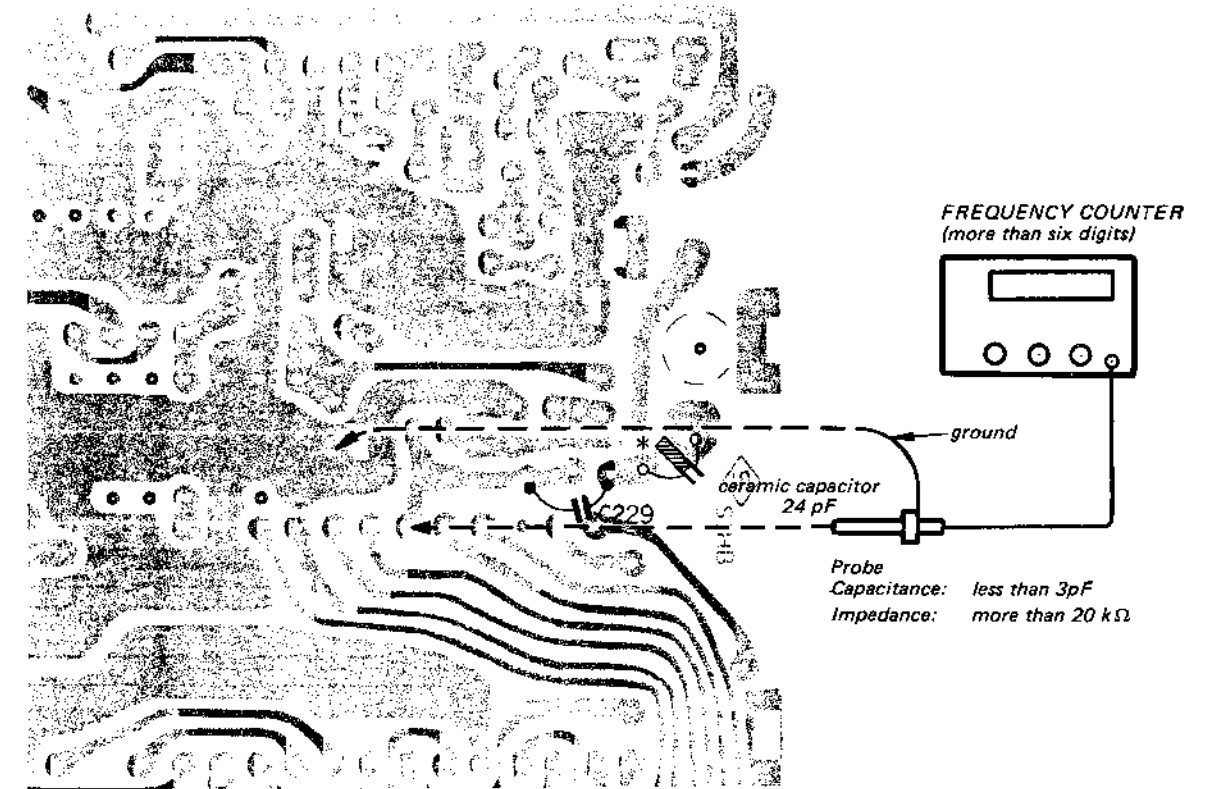 FREQUENCY COUNTER
(more than six digits)
ground
*
ceramic capacitor
24 pF
C229
Probe
Capacitance: less than 3pF
Impedance: more than 20 kΩ